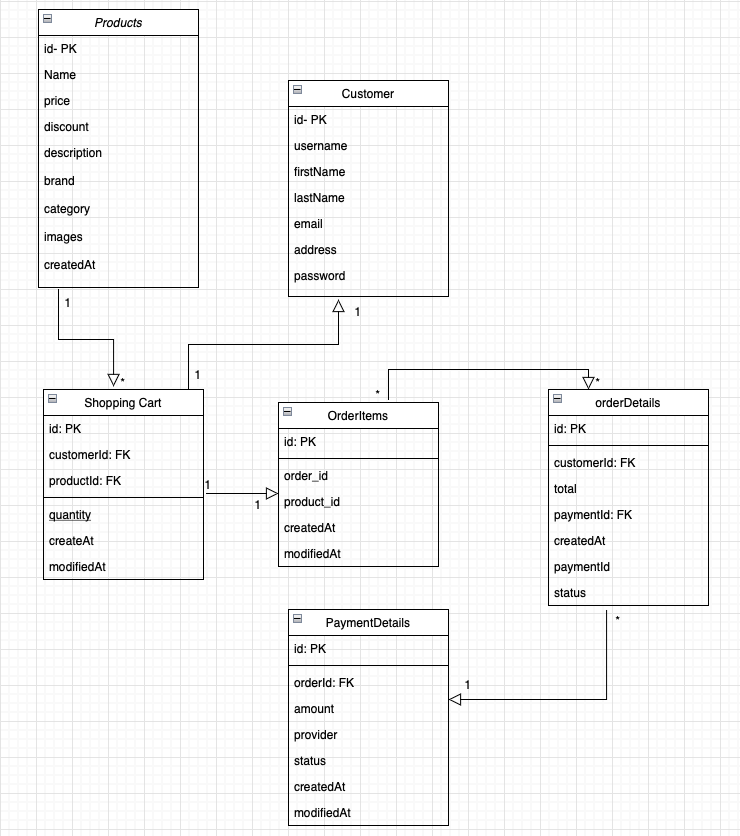 Products
id- PK
Name
price
discount
description
brand
category
images
createdAt
1
*
Customer
id- PK
username
firstName
lastName
email
address
password
1
1
Shopping Cart
id: PK
customerId: FK
productId: FK
quantity
createAt
modifiedAt
1
1
OrderItems
id: PK
order_id
product_id
createdAt
modifiedAt
*
*
orderDetails
id: PK
customerId: FK
total
paymentId: FK
createdAt
paymentId
status
*
1
PaymentDetails
id: PK
orderId: FK
amount
provider
status
createdAt
modifiedAt